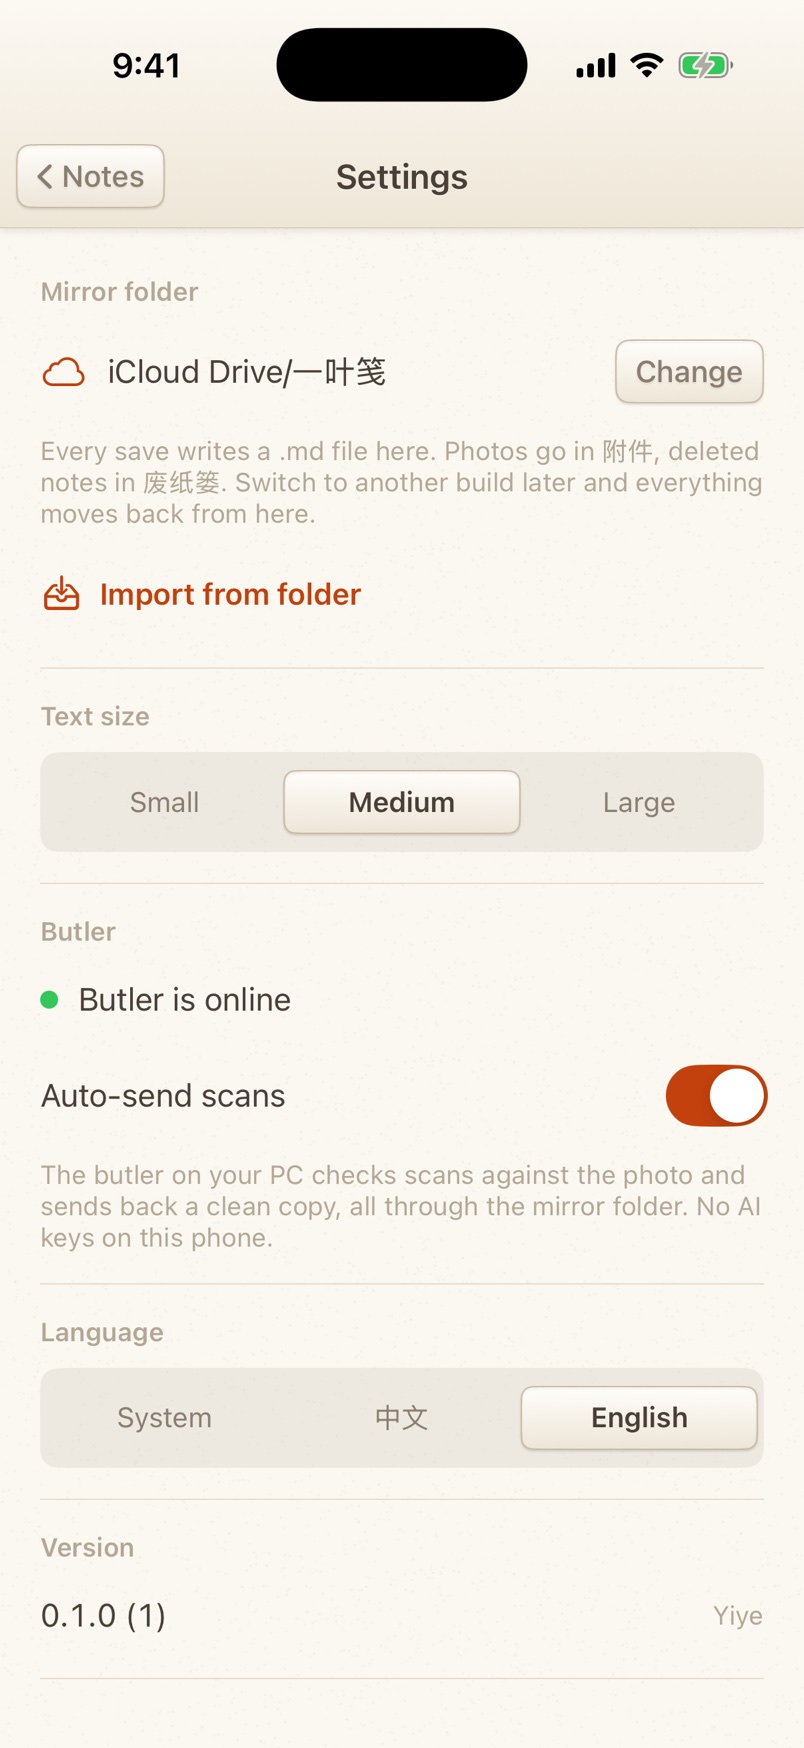 9:41
Notes
Settings
Mirror folder
iCloud Drive/一叶笺
Change
Every save writes a .md file here. Photos go in 附件, deleted
notes in 废纸篓. Switch to another build later and everything
moves back from here.
Import from folder
Text size
Small
Medium
Large
Butler
Butler is online
Auto-send scans
The butler on your PC checks scans against the photo and
sends back a clean copy, all through the mirror folder. No AI
keys on this phone.
Language
System
中文
English
Version
0.1.0 (1)
Yiye